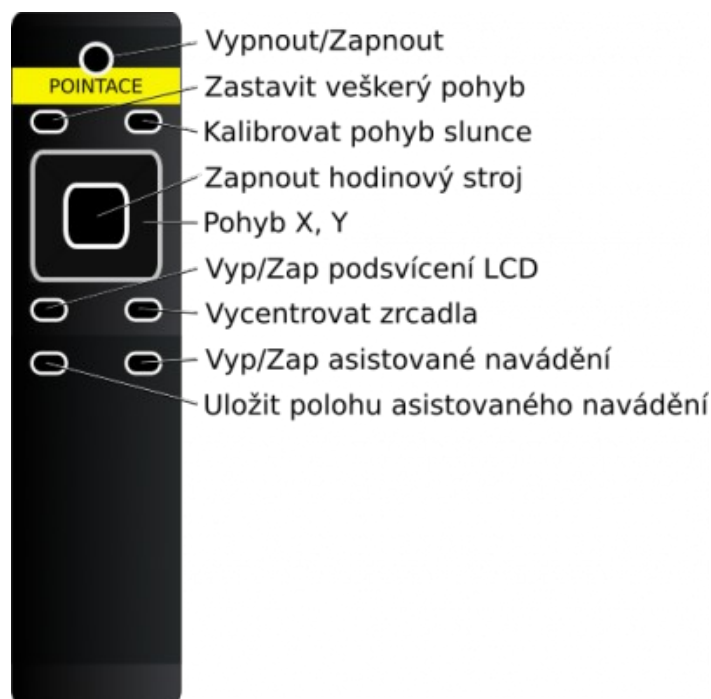 Vypnout/Zapnout
POINTACE
Zastavit veškerý pohyb
Kalibrovat pohyb slunce
Zapnout hodinový stroj
Pohyb X, Y
Vyp/Zap podsvícení LCD
Vycentrovat zrcadla
Vyp/Zap asistované navádění
Uložit polohu asistovaného navádění